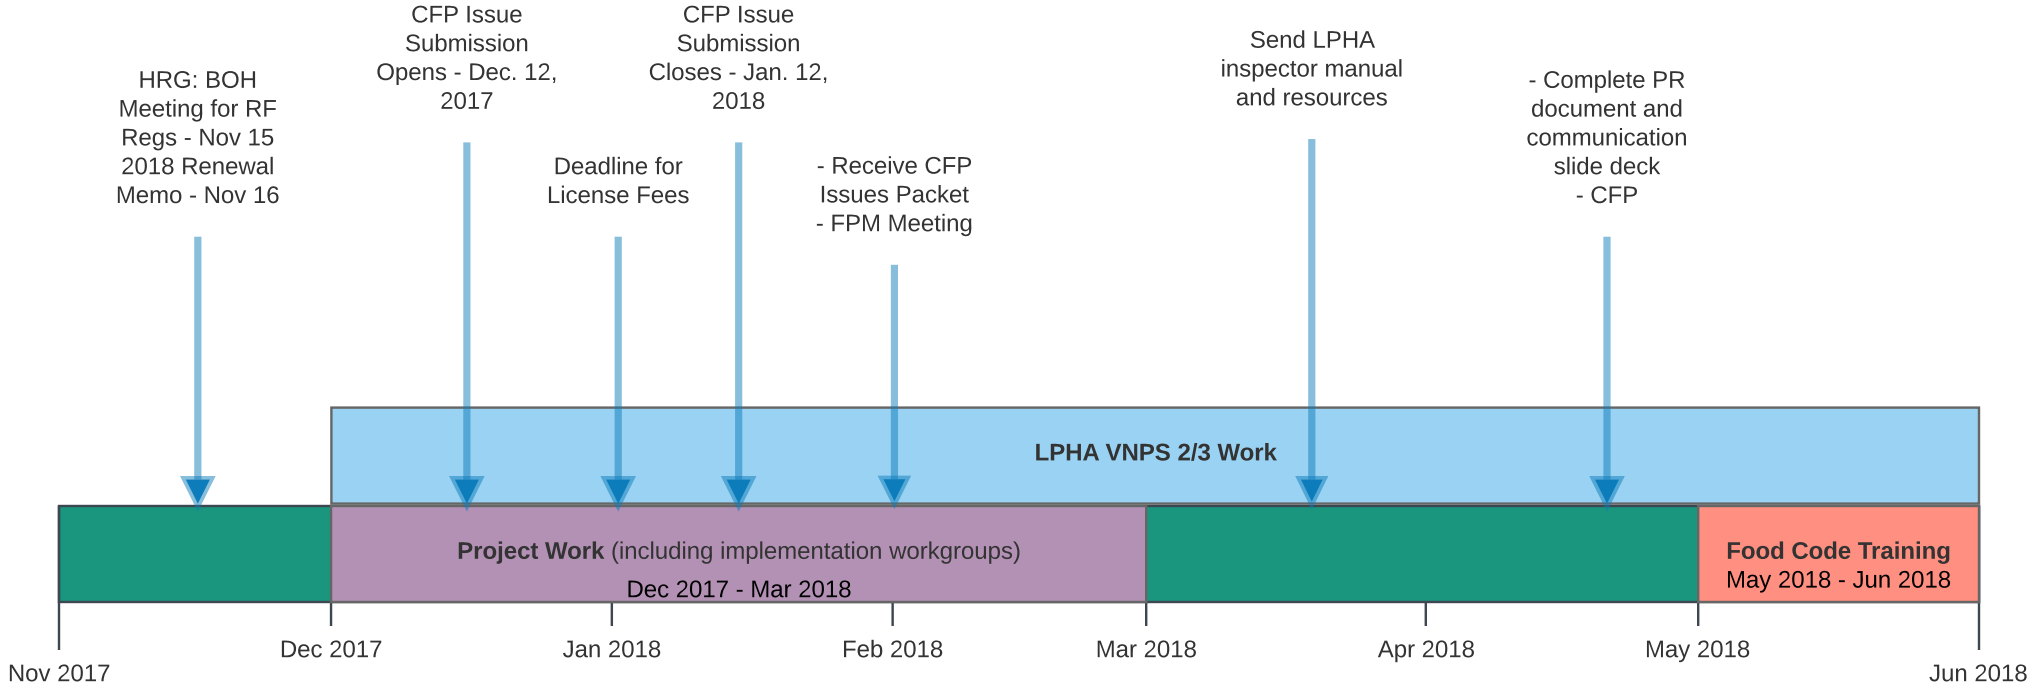 HRG: BOH
Meeting for RF
Regs - Nov 15
2018 Renewal
Memo - Nov 16
CFP Issue
Submission
Opens - Dec. 12,
2017
Deadline for
License Fees
CFP Issue
Submission
Closes - Jan. 12,
2018
- Receive CFP
Issues Packet
- FPM Meeting
Send LPHA
inspector manual
and resources
- Complete PR
document and
communication
slide deck
- CFP
LPHA VNPS 2/3 Work
Project Work (including implementation workgroups)
Dec 2017 - Mar 2018
Food Code Training
May 2018 - Jun 2018
Nov 2017
Dec 2017
Jan 2018
Feb 2018
Mar 2018
Apr 2018
May 2018
Jun 2018